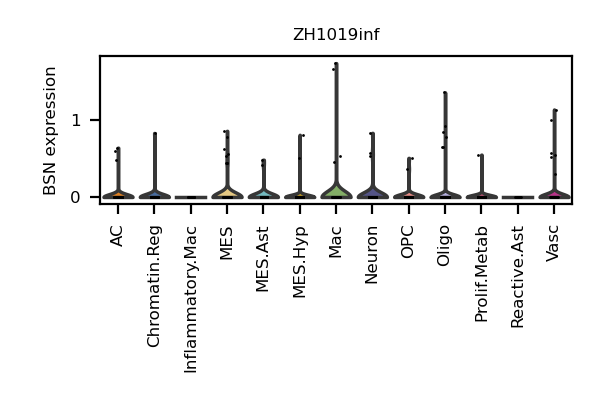 ZH1019inf
BSN expression
1
0
AC
Chromatin.Reg
Inflammatory.Mac
MES
MES.Ast
MES.Hyp
Mac
Neuron
OPC
Oligo
Prolif.Metab
Reactive.Ast
Vasc